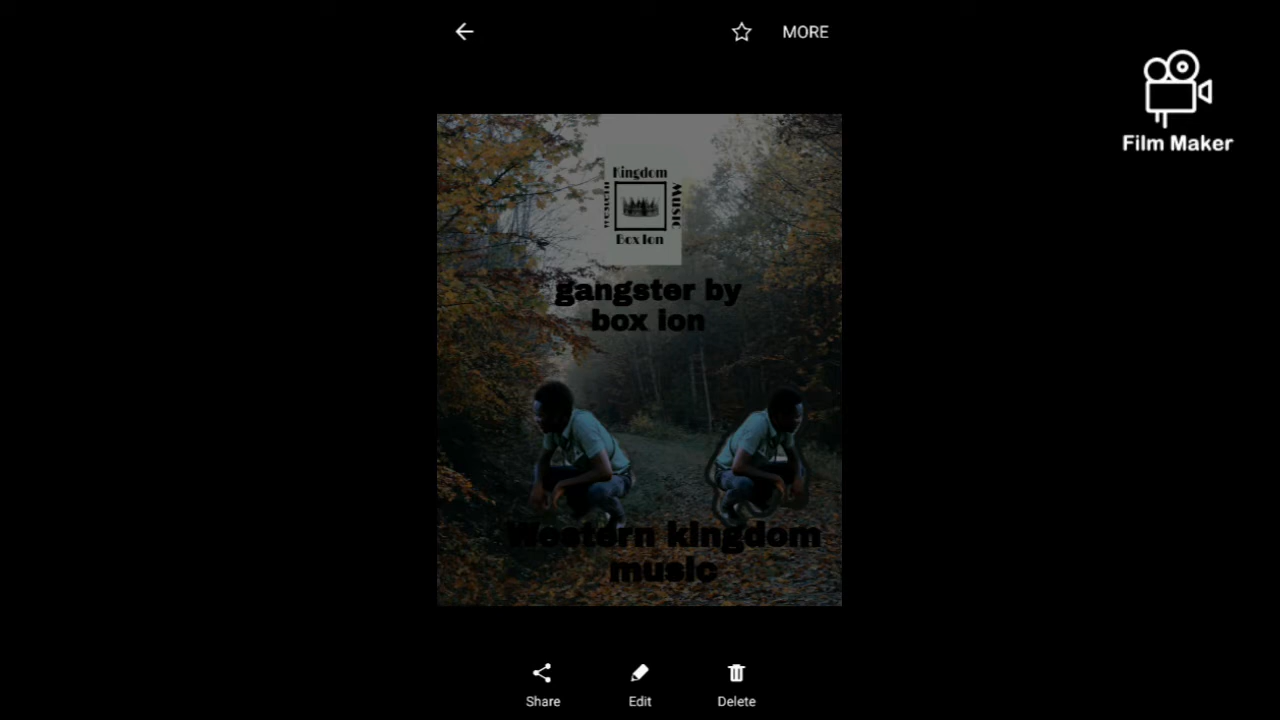 MORE
Film Maker
Kingdom
Western
Music
Box Ion
gangster by
box ion
Western kingdom
music
Share
Edit
Delete